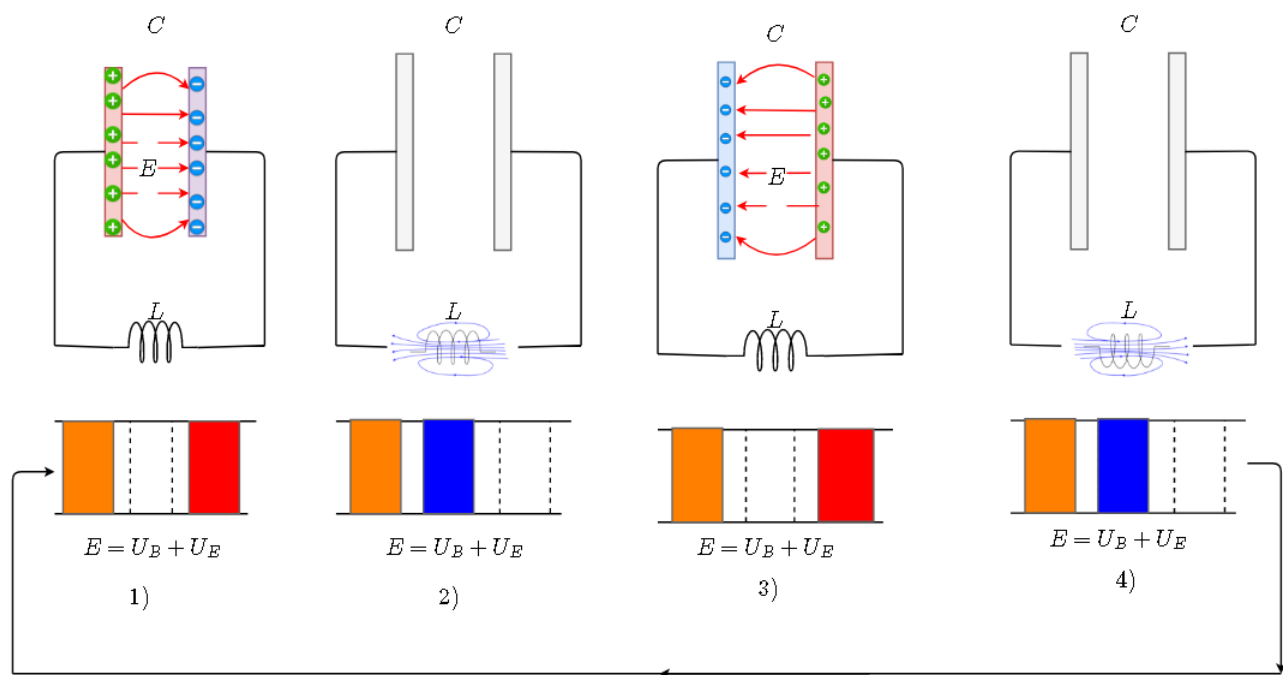 C C C C
E E
L L L L
E = U_B + U_E E = U_B + U_E E = U_B + U_E E = U_B + U_E
1) 2) 3) 4)